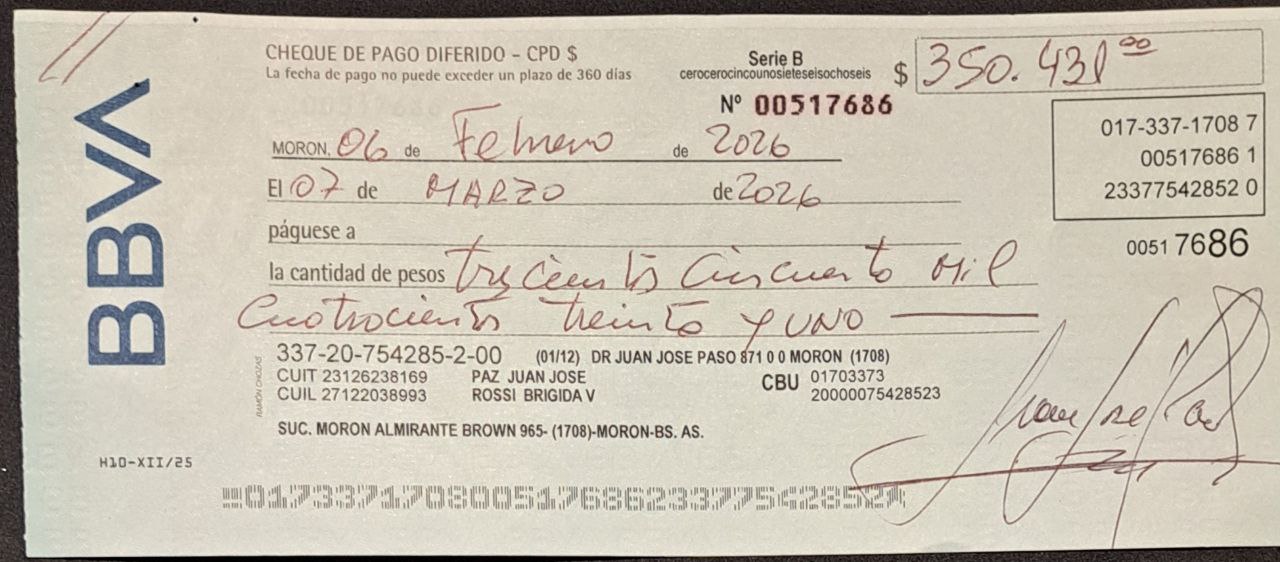 BBVA
CHEQUE DE PAGO DIFERIDO - CPD $
La fecha de pago no puede exceder un plazo de 360 días
Serie B
cerocerocincounosieteseisochoseis
Nº 00517686
$ 350.431 00
MORON, 06 de Febrero de 2026
El 07 de MARZO de 2026
páguese a
la cantidad de pesos trescientos cincuenta mil
cuatrocientos treinta y UNO
017-337-1708 7
00517686 1
23377542852 0
0051 7686
337-20-754285-2-00 (01/12) DR JUAN JOSE PASO 871 0 0 MORON (1708)
CUIT 23126238169 PAZ JUAN JOSE CBU 01703373
CUIL 27122038993 ROSSI BRIGIDA V 20000075428523
RAMÓN CHOZAS
SUC. MORON ALMIRANTE BROWN 965- (1708)-MORON-BS. AS.
H10-XII/25
01733717080051768623377542852